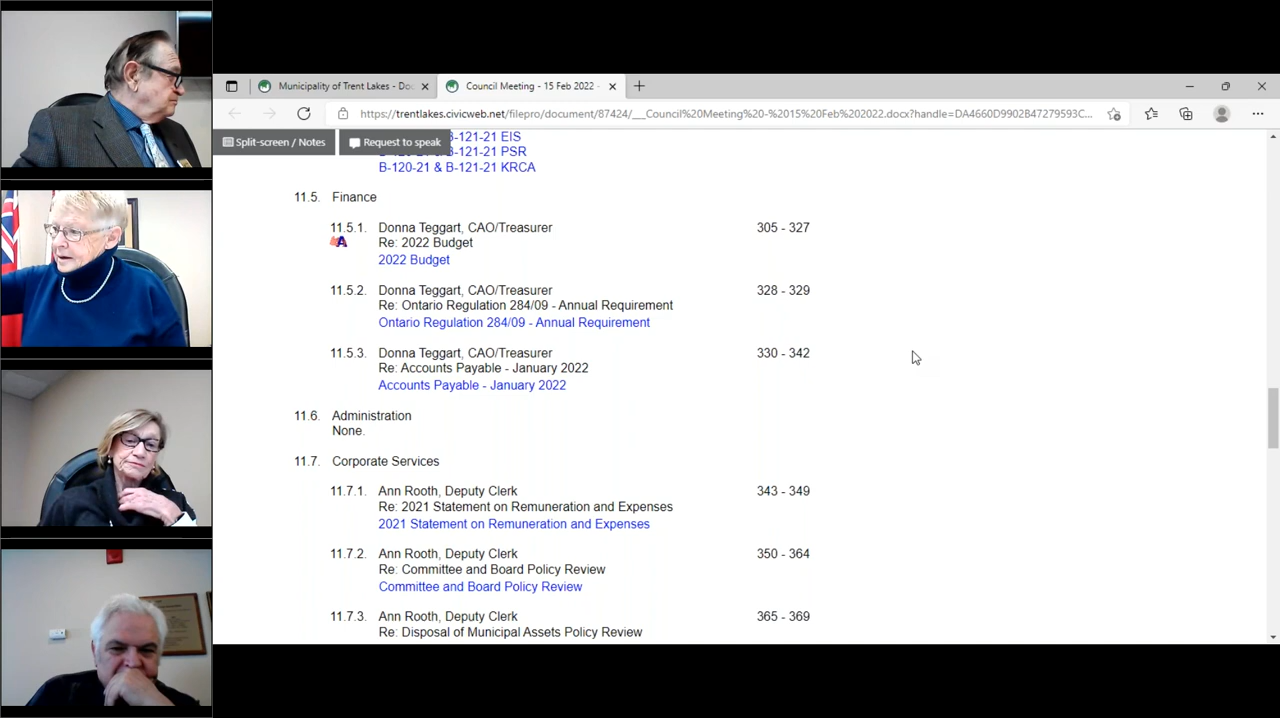 Municipality of Trent Lakes - Doc
Council Meeting - 15 Feb 2022 -
https://trentlakes.civicweb.net/filepro/document/87424/___Council%20Meeting%20-%2015%20Feb%202022.docx?handle=DA4660D9902B47279593C...
Split-screen / Notes
Request to speak
B-121-21 EIS
B-121-21 PSR
B-120-21 & B-121-21 KRCA
11.5. Finance
11.5.1. Donna Teggart, CAO/Treasurer 305 - 327
Re: 2022 Budget
2022 Budget
11.5.2. Donna Teggart, CAO/Treasurer 328 - 329
Re: Ontario Regulation 284/09 - Annual Requirement
Ontario Regulation 284/09 - Annual Requirement
11.5.3. Donna Teggart, CAO/Treasurer 330 - 342
Re: Accounts Payable - January 2022
Accounts Payable - January 2022
11.6. Administration
None.
11.7. Corporate Services
11.7.1. Ann Rooth, Deputy Clerk 343 - 349
Re: 2021 Statement on Remuneration and Expenses
2021 Statement on Remuneration and Expenses
11.7.2. Ann Rooth, Deputy Clerk 350 - 364
Re: Committee and Board Policy Review
Committee and Board Policy Review
11.7.3. Ann Rooth, Deputy Clerk 365 - 369
Re: Disposal of Municipal Assets Policy Review